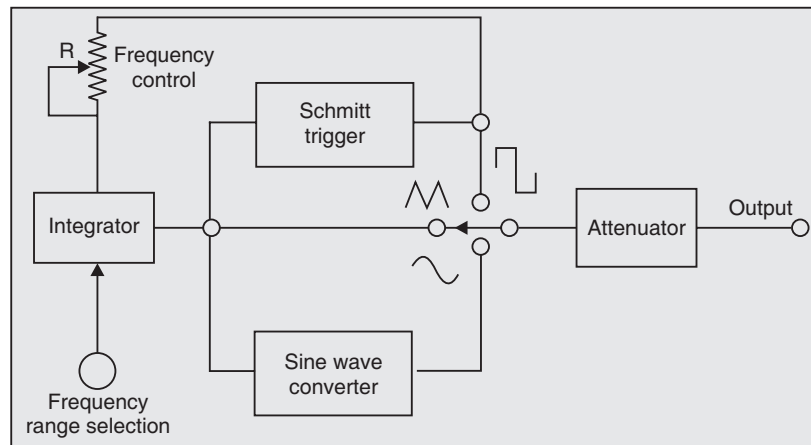 R
Frequency
control
Schmitt
trigger
Integrator
Attenuator
Output
Sine wave
converter
Frequency
range selection